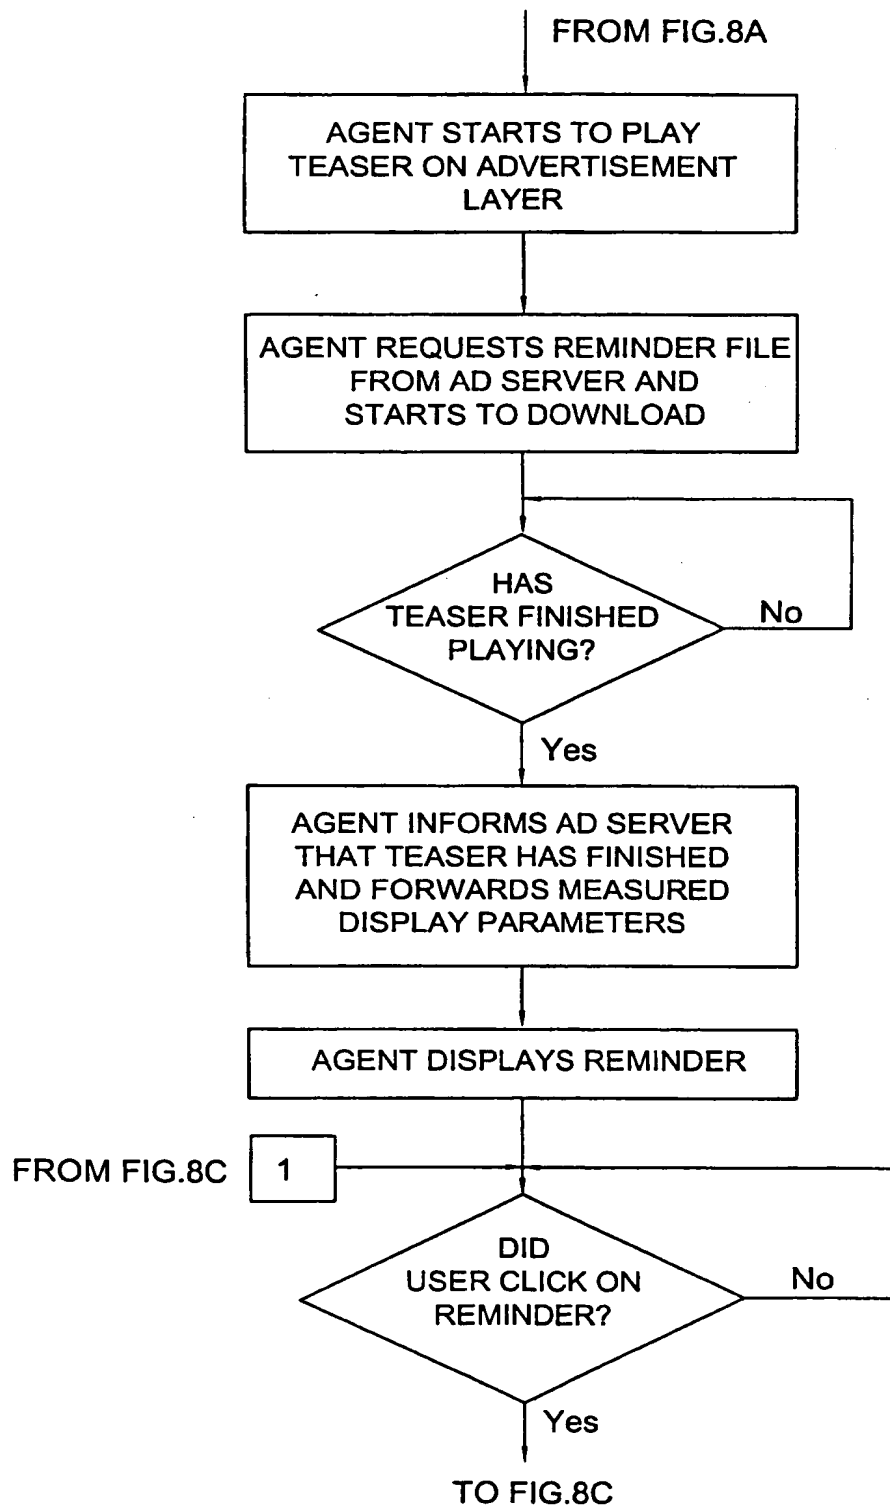 FROM FIG.8A
AGENT STARTS TO PLAY
TEASER ON ADVERTISEMENT
LAYER
AGENT REQUESTS REMINDER FILE
FROM AD SERVER AND
STARTS TO DOWNLOAD
HAS
TEASER FINISHED
PLAYING?
No
Yes
AGENT INFORMS AD SERVER
THAT TEASER HAS FINISHED
AND FORWARDS MEASURED
DISPLAY PARAMETERS
AGENT DISPLAYS REMINDER
FROM FIG.8C 1
DID
USER CLICK ON
REMINDER?
No
Yes
TO FIG.8C